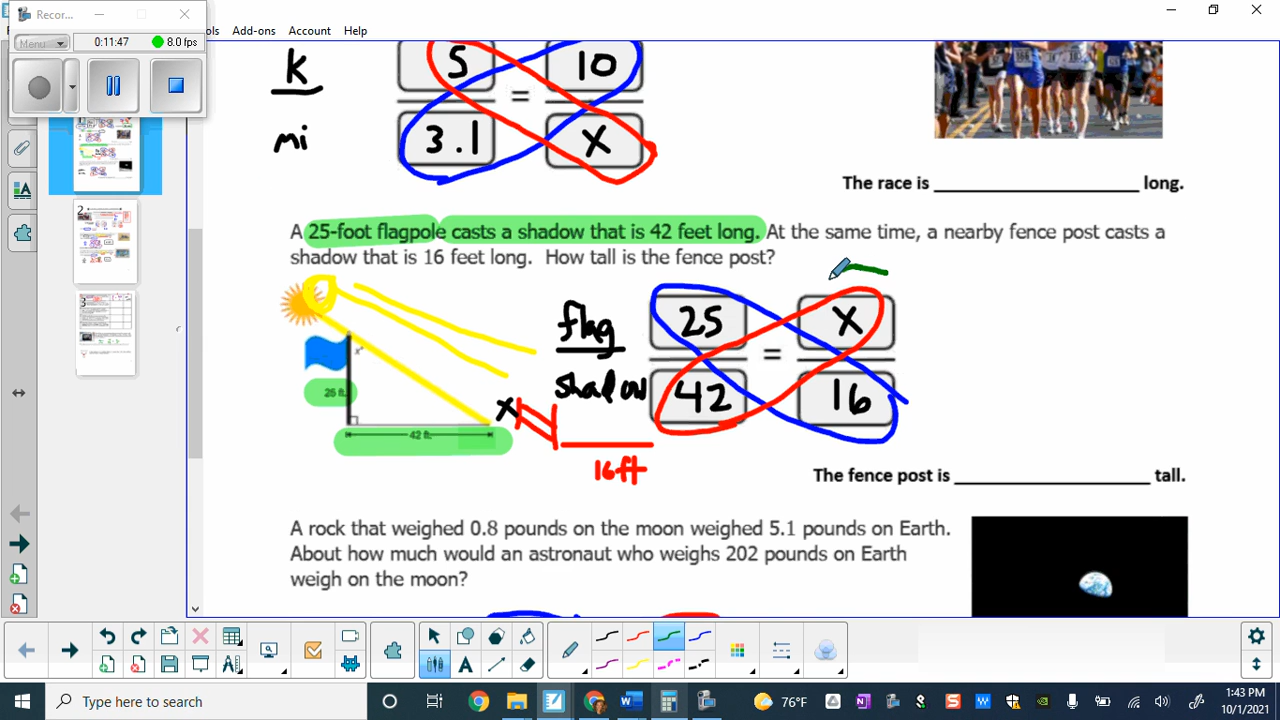 Recor...
Menu
0:11:47
8.0 fps
ols Add-ons Account Help
K
mi
5 = 10
3.1 X
The race is ____________________ long.
A 25-foot flagpole casts a shadow that is 42 feet long. At the same time, a nearby fence post casts a
shadow that is 16 feet long. How tall is the fence post?
x°
25 ft.
42 ft.
X
16ft
flag
shadow
25 = X
42 16
The fence post is ____________________ tall.
A rock that weighed 0.8 pounds on the moon weighed 5.1 pounds on Earth.
About how much would an astronaut who weighs 202 pounds on Earth
weigh on the moon?
2
3
A
A
Type here to search
76°F
1:43 PM
10/1/2021